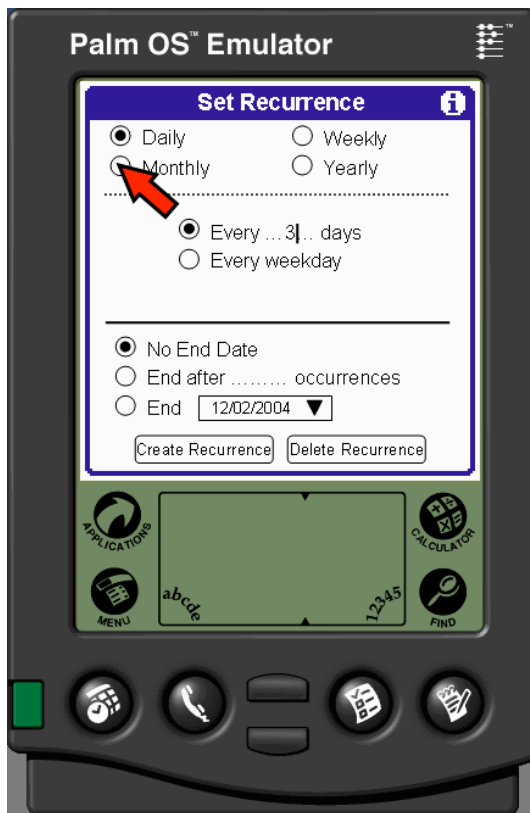 Palm OS™ Emulator ™
Set Recurrence i
Daily Weekly
Monthly Yearly
Every ...3... days
Every weekday
No End Date
End after ......... occurrences
End 12/02/2004
Create Recurrence Delete Recurrence
APPLICATIONS CALCULATOR
MENU abcde 12345 FIND